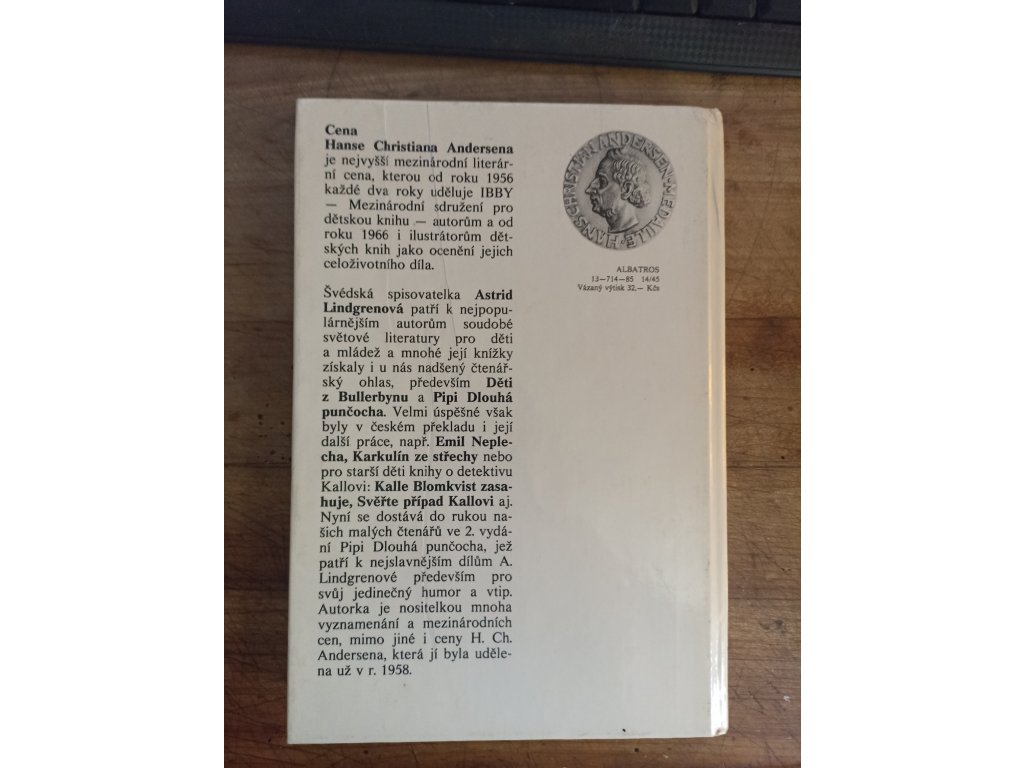 Cena
Hanse Christiana Andersena
je nejvyšší mezinárodní literár-
ní cena, kterou od roku 1956
každé dva roky uděluje IBBY
— Mezinárodní sdružení pro
dětskou knihu — autorům a od
roku 1966 i ilustrátorům dět-
ských knih jako ocenění jejich
celoživotního díla.
Švédská spisovatelka Astrid
Lindgrenová patří k nejpopu-
lárnějším autorům soudobé
světové literatury pro děti
a mládež a mnohé její knížky
získaly i u nás nadšený čtenář-
ský ohlas, především Děti
z Bullerbynu a Pipi Dlouhá
punčocha. Velmi úspěšné však
byly v českém překladu i její
další práce, např. Emil Neple-
cha, Karkulín ze střechy nebo
pro starší děti knihy o detektivu
Kallovi: Kalle Blomkvist zasa-
huje, Svěřte případ Kallovi aj.
Nyní se dostává do rukou na-
šich malých čtenářů ve 2. vydá-
ní Pipi Dlouhá punčocha, jež
patří k nejslavnějším dílům A.
Lindgrenové především pro
svůj jedinečný humor a vtip.
Autorka je nositelkou mnoha
vyznamenání a mezinárodních
cen, mimo jiné i ceny H. Ch.
Andersena, která jí byla uděle-
na už v r. 1958.
HANS CHRISTIAN ANDERSEN MEDAILLE
ALBATROS
13—714—85 14/45
Vázaný výtisk 32,— Kčs